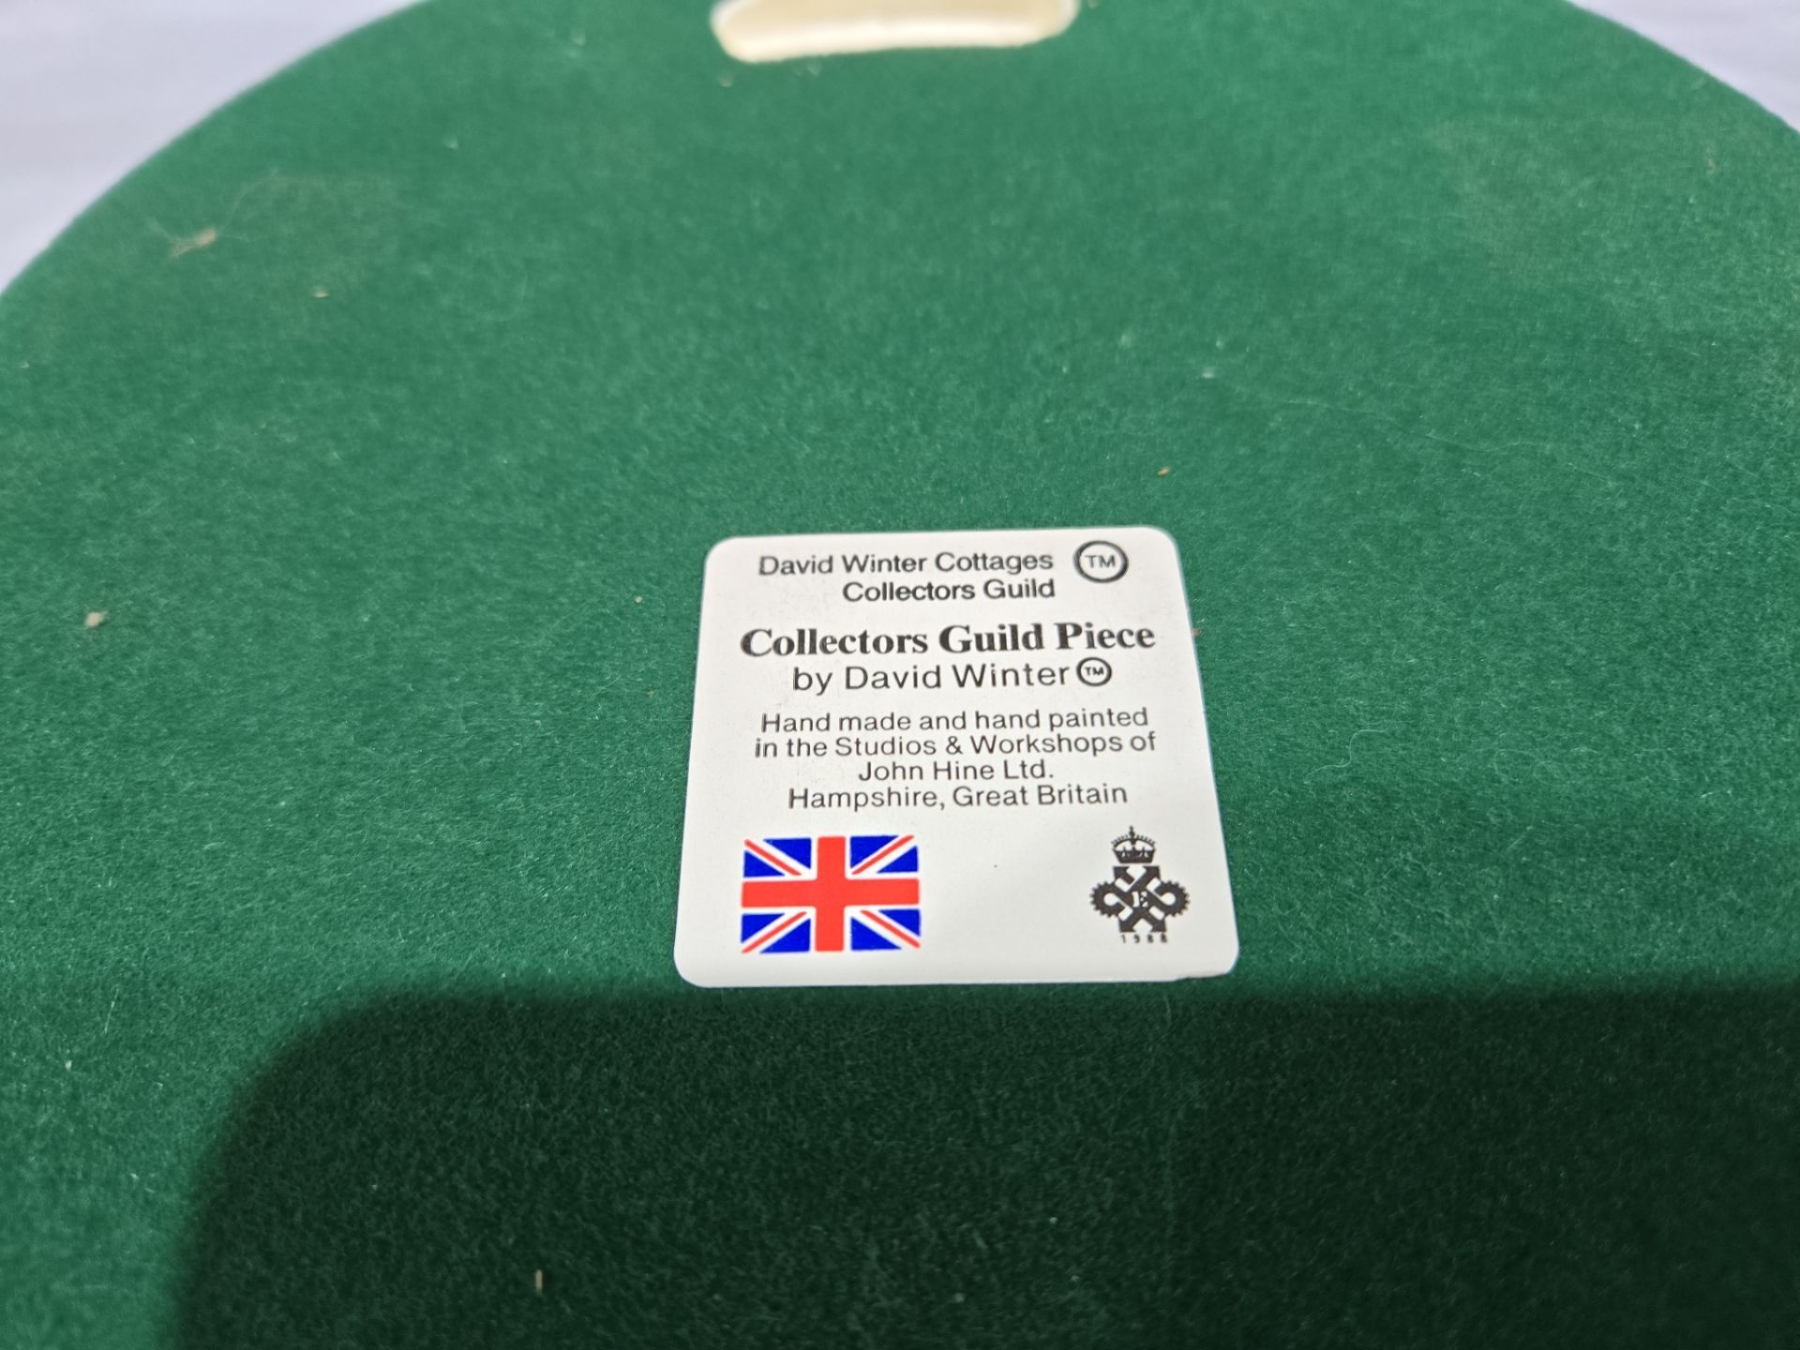 David Winter Cottages TM
Collectors Guild
Collectors Guild Piece
by David Winter TM
Hand made and hand painted
in the Studios & Workshops of
John Hine Ltd.
Hampshire, Great Britain
1988